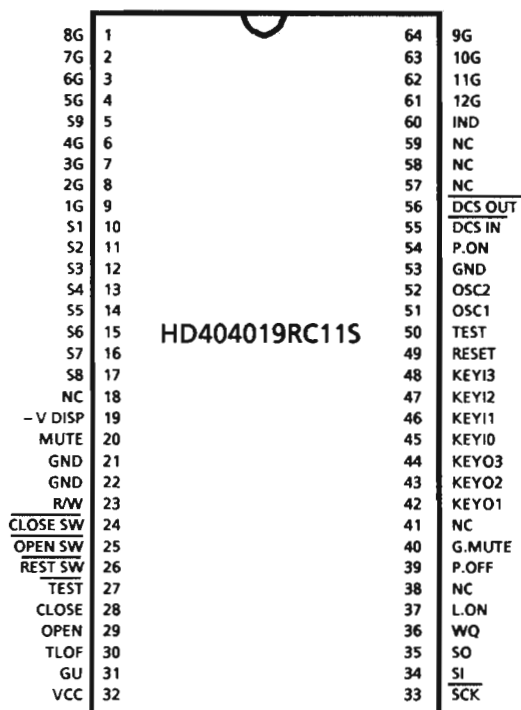 8G 1 64 9G
7G 2 63 10G
6G 3 62 11G
5G 4 61 12G
S9 5 60 IND
4G 6 59 NC
3G 7 58 NC
2G 8 57 NC
1G 9 56 DCS OUT
S1 10 55 DCS IN
S2 11 54 P.ON
S3 12 53 GND
S4 13 52 OSC2
S5 14 51 OSC1
S6 15 HD404019RC11S 50 TEST
S7 16 49 RESET
S8 17 48 KEYI3
NC 18 47 KEYI2
– V DISP 19 46 KEYI1
MUTE 20 45 KEYI0
GND 21 44 KEYO3
GND 22 43 KEYO2
R/W 23 42 KEYO1
CLOSE SW 24 41 NC
OPEN SW 25 40 G.MUTE
REST SW 26 39 P.OFF
TEST 27 38 NC
CLOSE 28 37 L.ON
OPEN 29 36 WQ
TLOF 30 35 SO
GU 31 34 SI
VCC 32 33 SCK